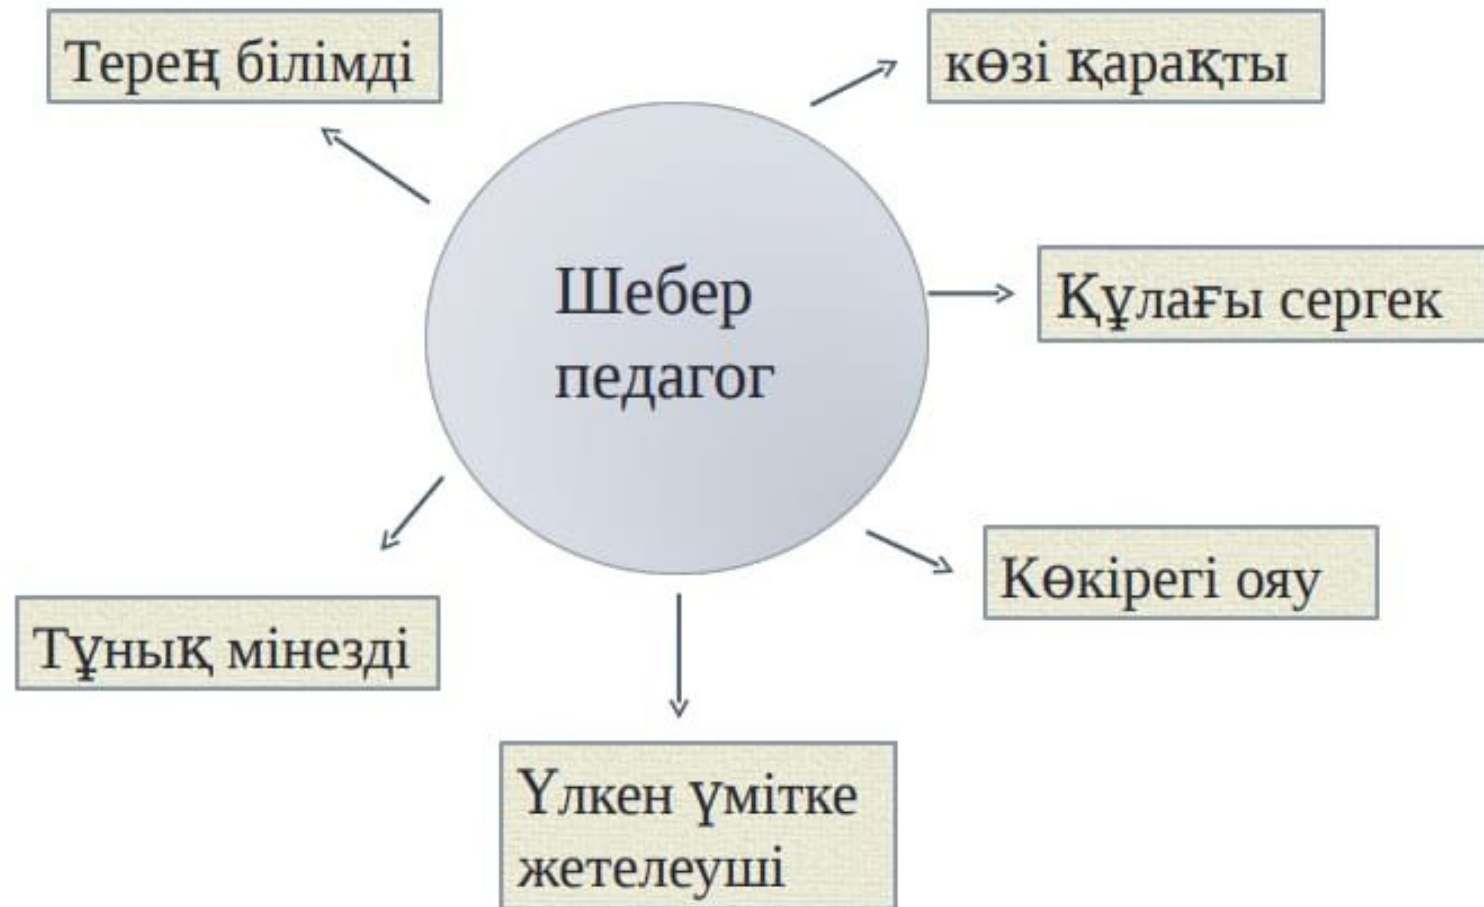 Терең білімді
көзі қарақты
Шебер
педагог
Құлағы сергек
Көкірегі ояу
Тұнық мінезді
Үлкен үмітке
жетелеуші